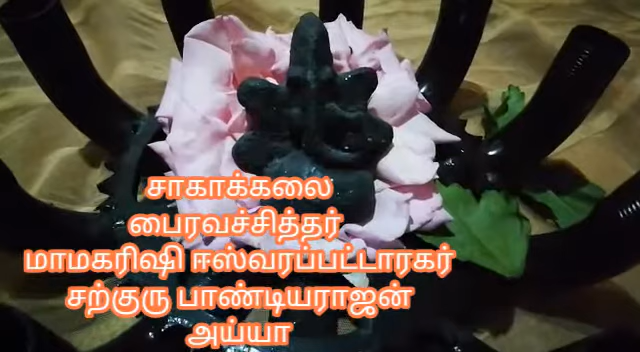 சாகாக்கலை
பைரவச்சித்தர்
மாமகரிஷி ஈஸ்வரப்பட்டாரகர்
சற்குரு பாண்டியராஜன்
அய்யா